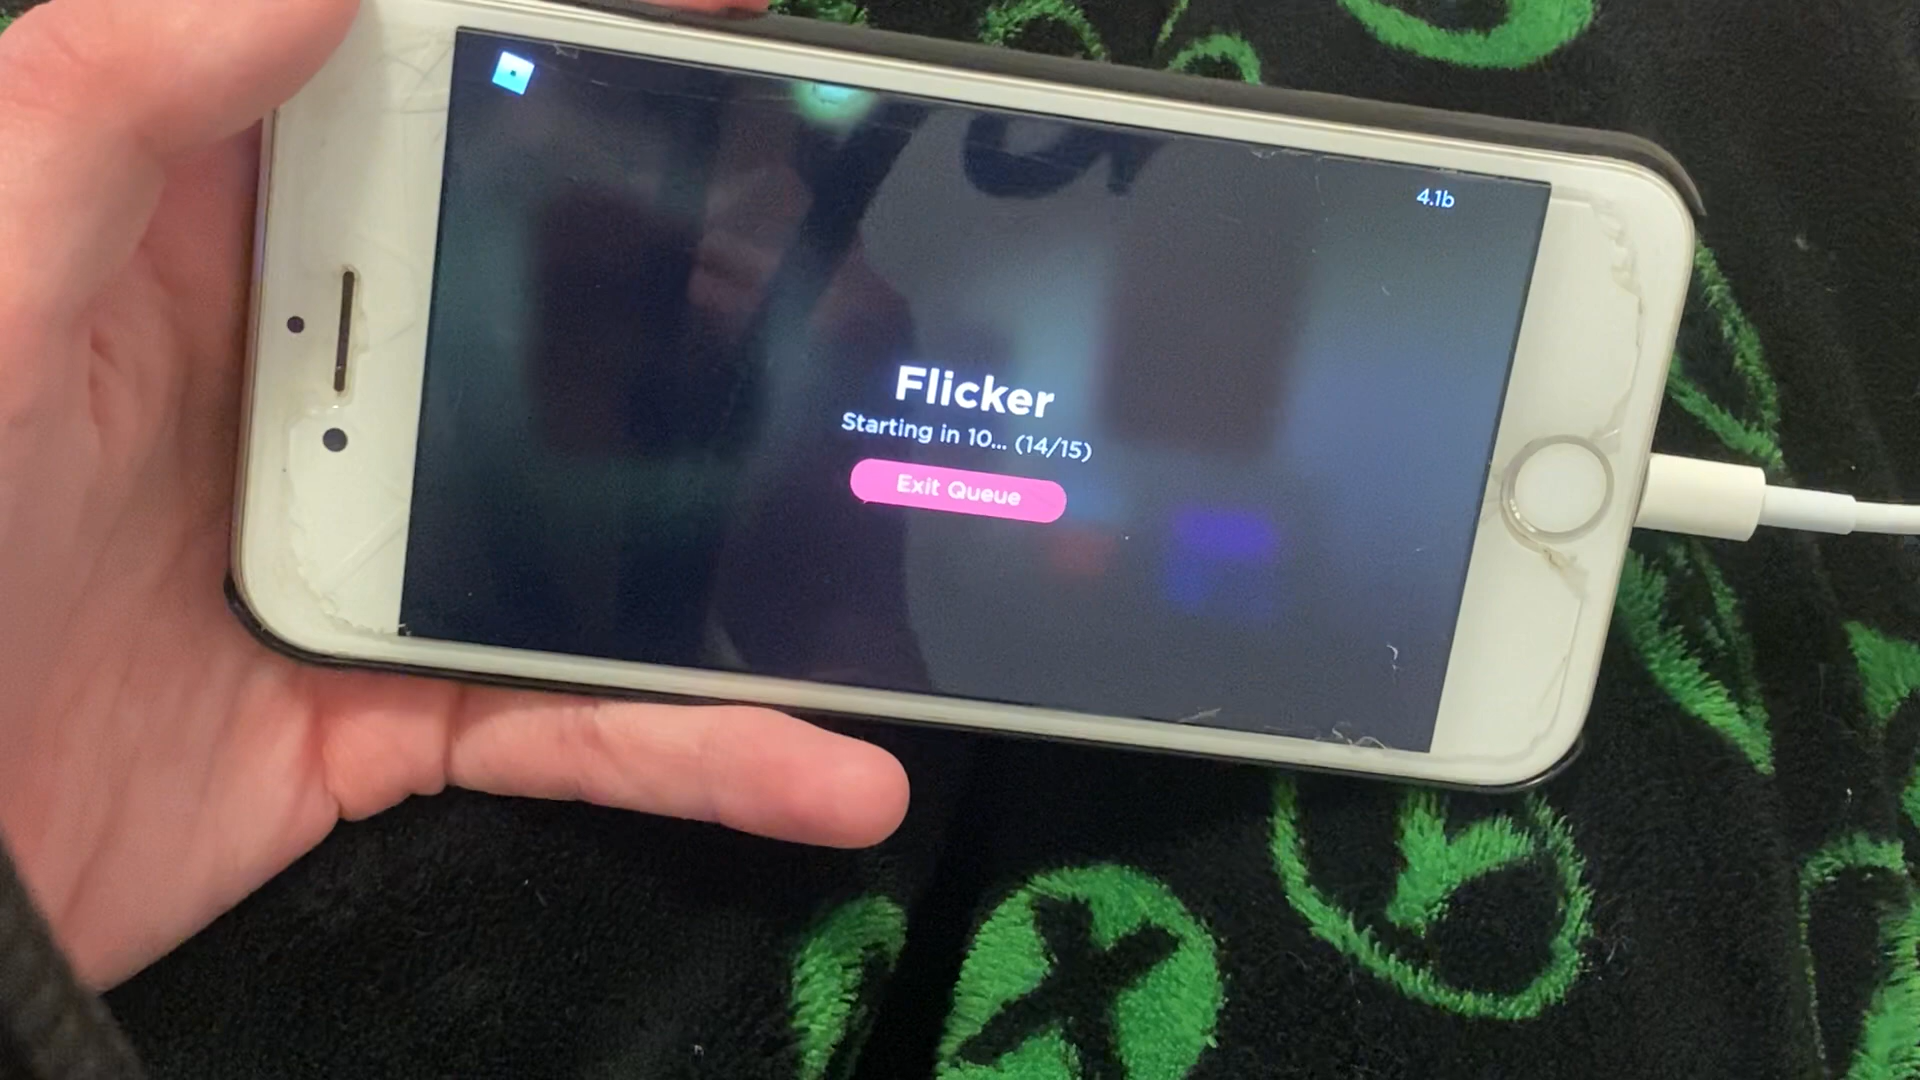 4.1b
Flicker
Starting in 10... (14/15)
Exit Queue